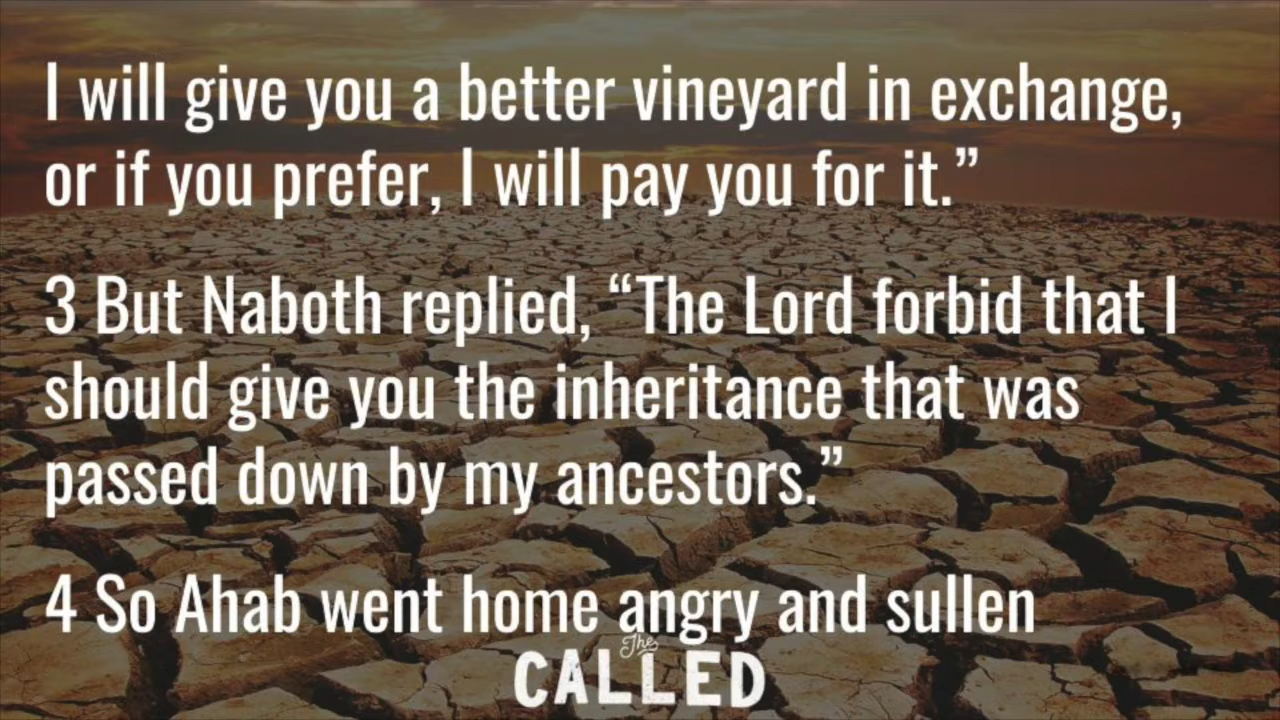 I will give you a better vineyard in exchange,
or if you prefer, I will pay you for it.”
3 But Naboth replied, “The Lord forbid that I
should give you the inheritance that was
passed down by my ancestors.”
4 So Ahab went home angry and sullen
The
CALLED